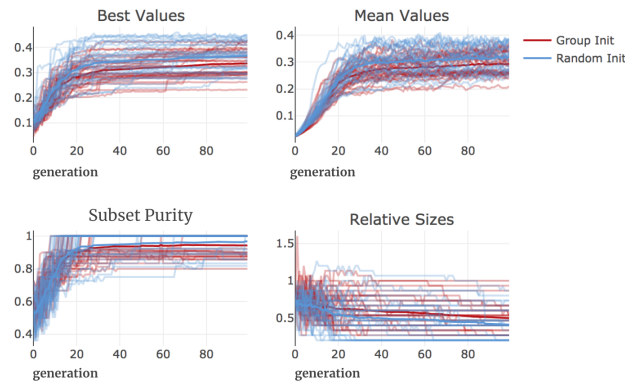 Best Values
0.4
0.3
0.2
0.1
0 20 40 60 80
generation
Mean Values
0.4
0.3
0.2
0.1
0 20 40 60 80
generation
Group Init
Random Init
Subset Purity
1
0.8
0.6
0.4
0 20 40 60 80
generation
Relative Sizes
1.5
1
0.5
0 20 40 60 80
generation